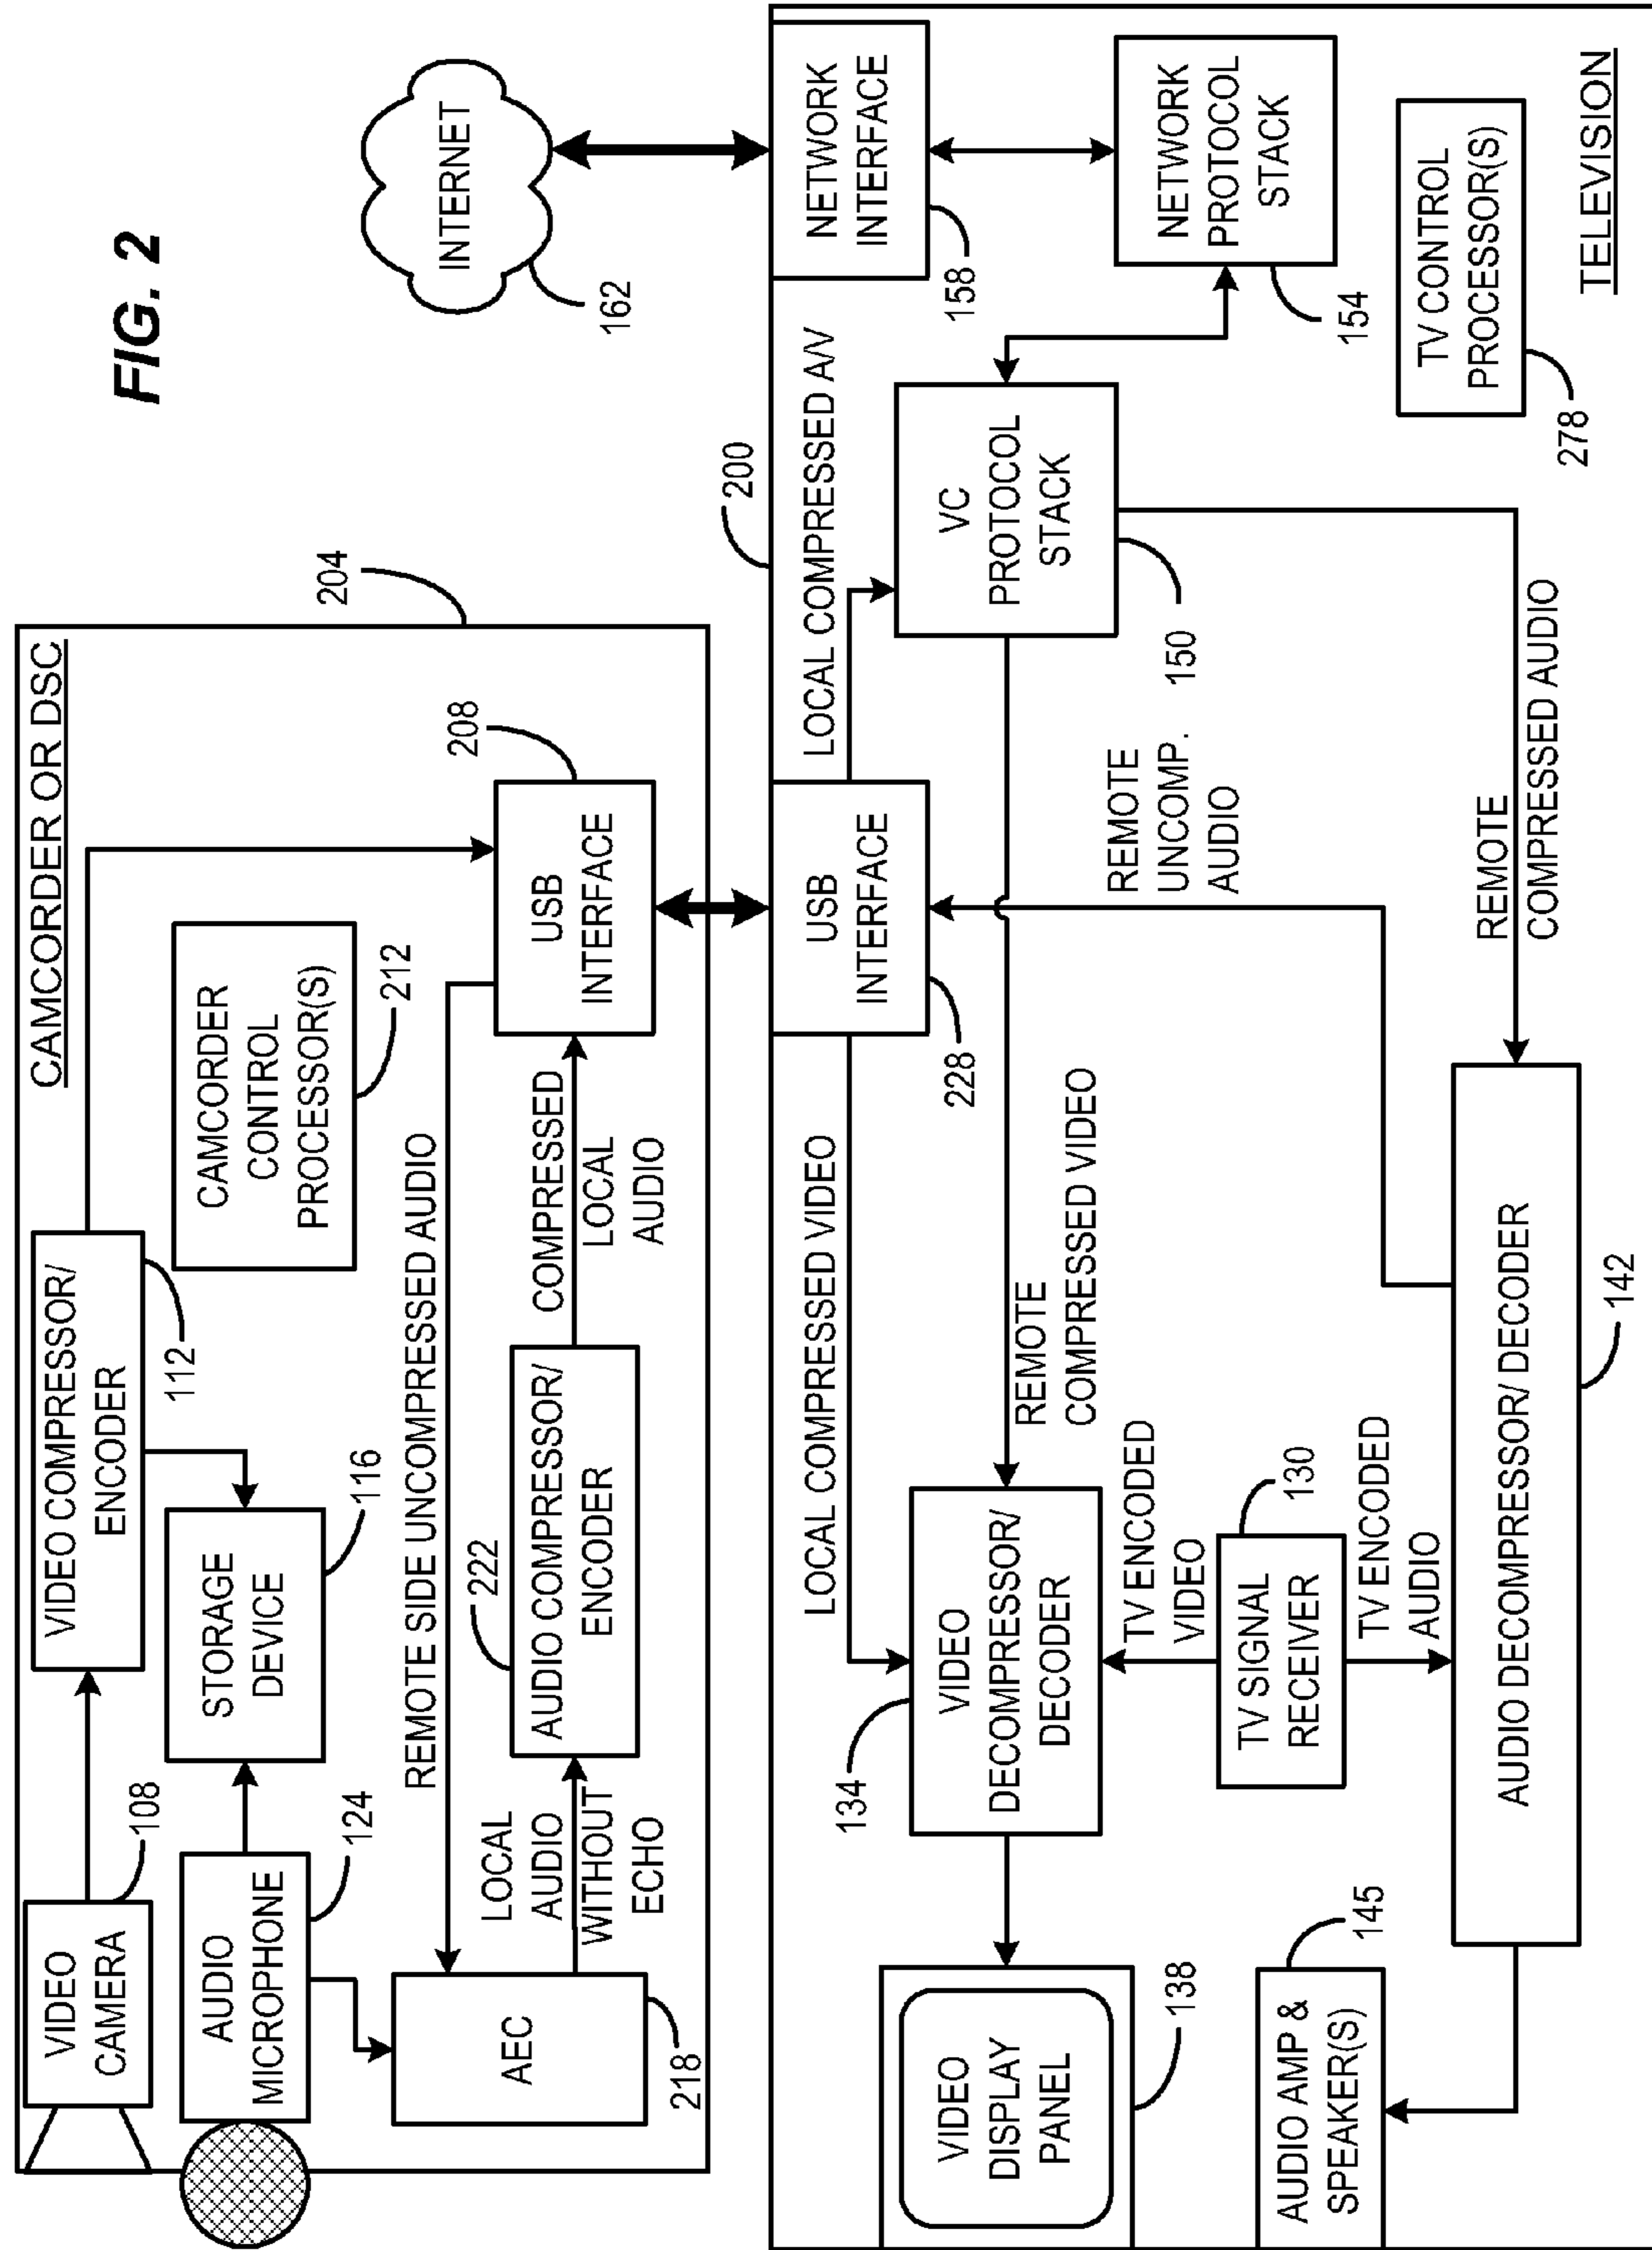 FIG. 2
CAMCORDER OR DSC
204
VIDEO
CAMERA
108
VIDEO COMPRESSOR/
ENCODER
112
AUDIO
MICROPHONE
124
STORAGE
DEVICE
116
CAMCORDER
CONTROL
PROCESSOR(S)
212
REMOTE SIDE UNCOMPRESSED AUDIO
AEC
218
LOCAL
AUDIO
WITHOUT
ECHO
222
AUDIO COMPRESSOR/
ENCODER
COMPRESSED
LOCAL
AUDIO
USB
INTERFACE
208
INTERNET
162
200
LOCAL COMPRESSED VIDEO
USB
INTERFACE
228
LOCAL COMPRESSED A/V
NETWORK
INTERFACE
158
VIDEO
DISPLAY
PANEL
138
134
VIDEO
DECOMPRESSOR/
DECODER
REMOTE
COMPRESSED VIDEO
REMOTE
UNCOMP.
AUDIO
VC
PROTOCOL
STACK
150
NETWORK
PROTOCOL
STACK
154
TV ENCODED
VIDEO
TV SIGNAL
RECEIVER
130
TV ENCODED
AUDIO
AUDIO AMP &
SPEAKER(S)
145
AUDIO DECOMPRESSOR/ DECODER
142
REMOTE
COMPRESSED AUDIO
TV CONTROL
PROCESSOR(S)
278
TELEVISION